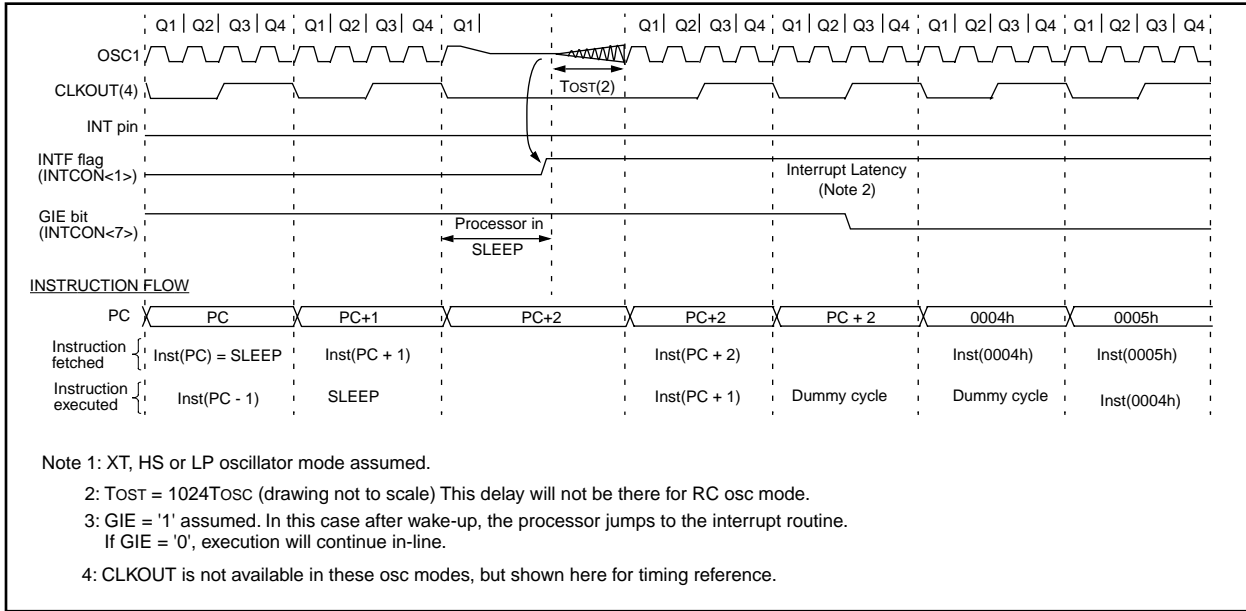 Q1 Q2 Q3 Q4 Q1 Q2 Q3 Q4 Q1 Q1 Q2 Q3 Q4 Q1 Q2 Q3 Q4 Q1 Q2 Q3 Q4 Q1 Q2 Q3 Q4
OSC1
TOST(2)
CLKOUT(4)
INT pin
INTF flag
(INTCON<1>)
Interrupt Latency
(Note 2)
GIE bit
(INTCON<7>)
Processor in
SLEEP
INSTRUCTION FLOW
PC PC PC+1 PC+2 PC+2 PC + 2 0004h 0005h
Instruction
fetched
Inst(PC) = SLEEP Inst(PC + 1) Inst(PC + 2) Inst(0004h) Inst(0005h)
Instruction
executed
Inst(PC - 1) SLEEP Inst(PC + 1) Dummy cycle Dummy cycle Inst(0004h)
Note 1: XT, HS or LP oscillator mode assumed.
2: TOST = 1024TOSC (drawing not to scale) This delay will not be there for RC osc mode.
3: GIE = '1' assumed. In this case after wake-up, the processor jumps to the interrupt routine.
If GIE = '0', execution will continue in-line.
4: CLKOUT is not available in these osc modes, but shown here for timing reference.